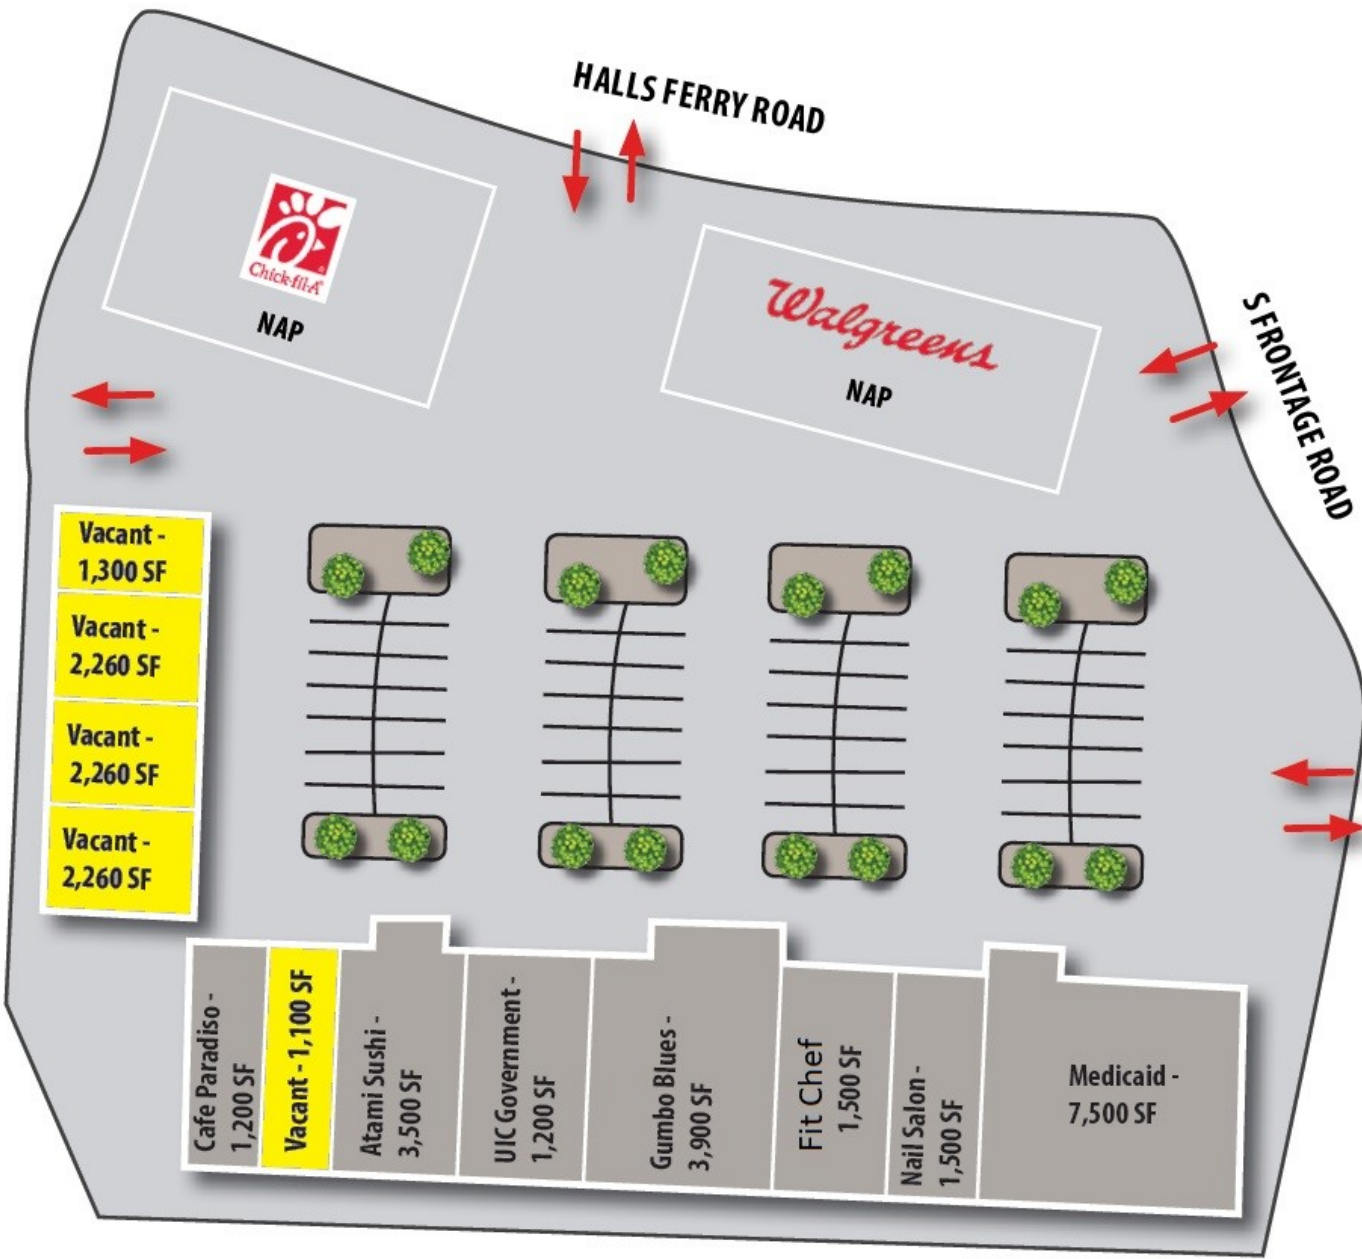 HALLS FERRY ROAD
Chick-fil-A®
NAP
Walgreens
NAP
S FRONTAGE ROAD
Vacant -
1,300 SF
Vacant -
2,260 SF
Vacant -
2,260 SF
Vacant -
2,260 SF
Cafe Paradiso -
1,200 SF
Vacant - 1,100 SF
Atami Sushi -
3,500 SF
UIC Government -
1,200 SF
Gumbo Blues -
3,900 SF
Fit Chef
1,500 SF
Nail Salon -
1,500 SF
Medicaid -
7,500 SF